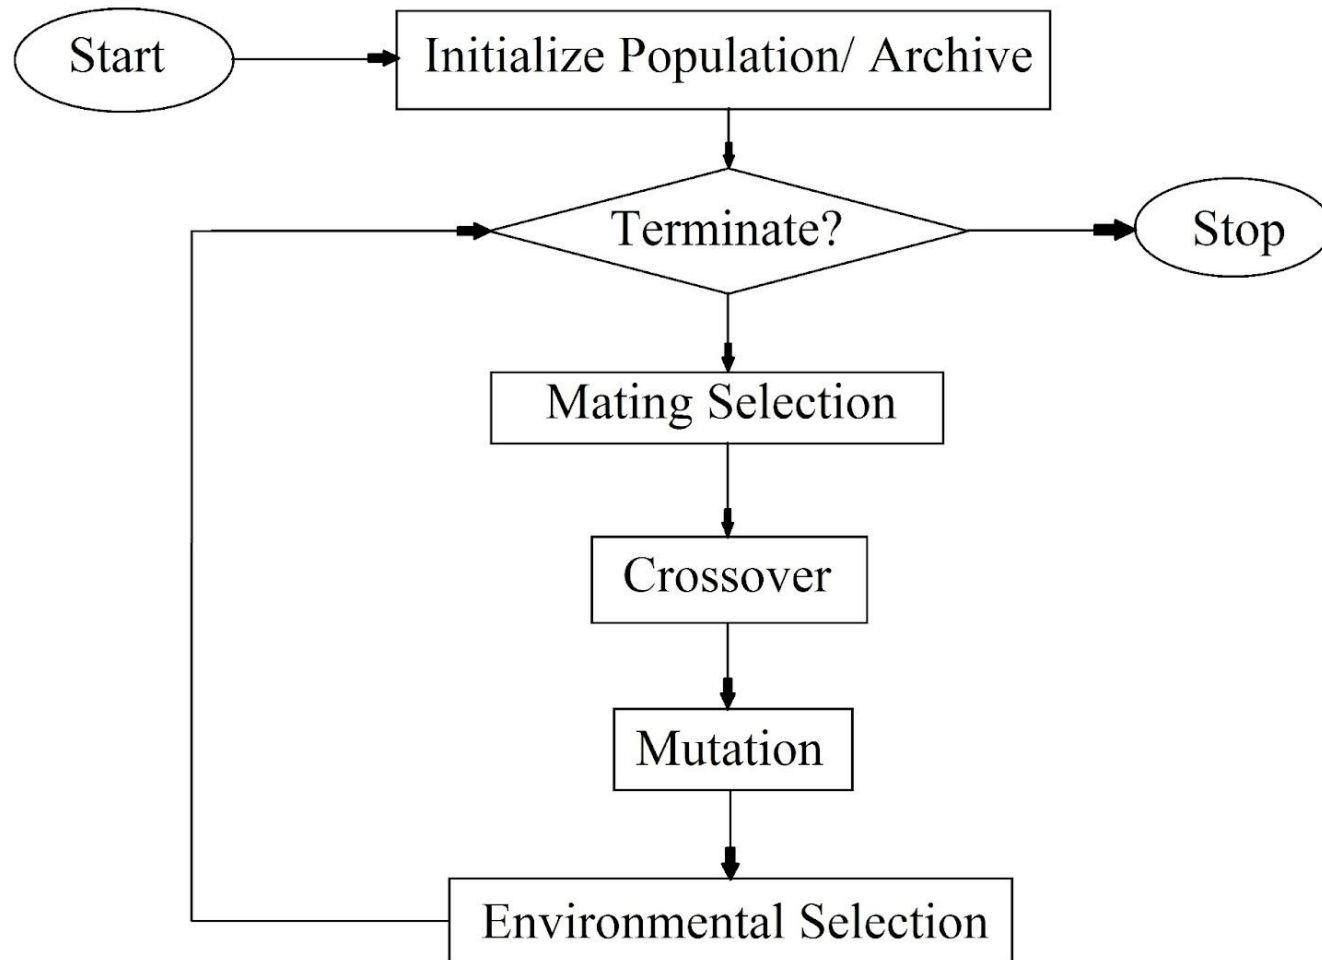 Start
Initialize Population/ Archive
Terminate?
Stop
Mating Selection
Crossover
Mutation
Environmental Selection